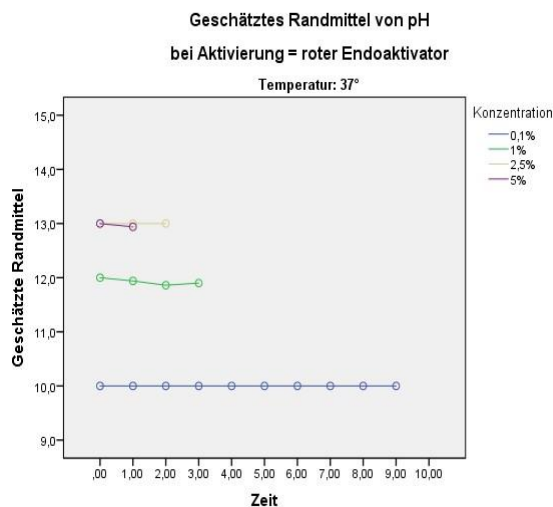 Geschätztes Randmittel von pH
bei Aktivierung = roter Endoaktivator
Temperatur: 37°
Konzentration
0,1%
1%
2,5%
5%
Geschätzte Randmittel
15,0
14,0
13,0
12,0
11,0
10,0
9,0
,00 1,00 2,00 3,00 4,00 5,00 6,00 7,00 8,00 9,00 10,00
Zeit